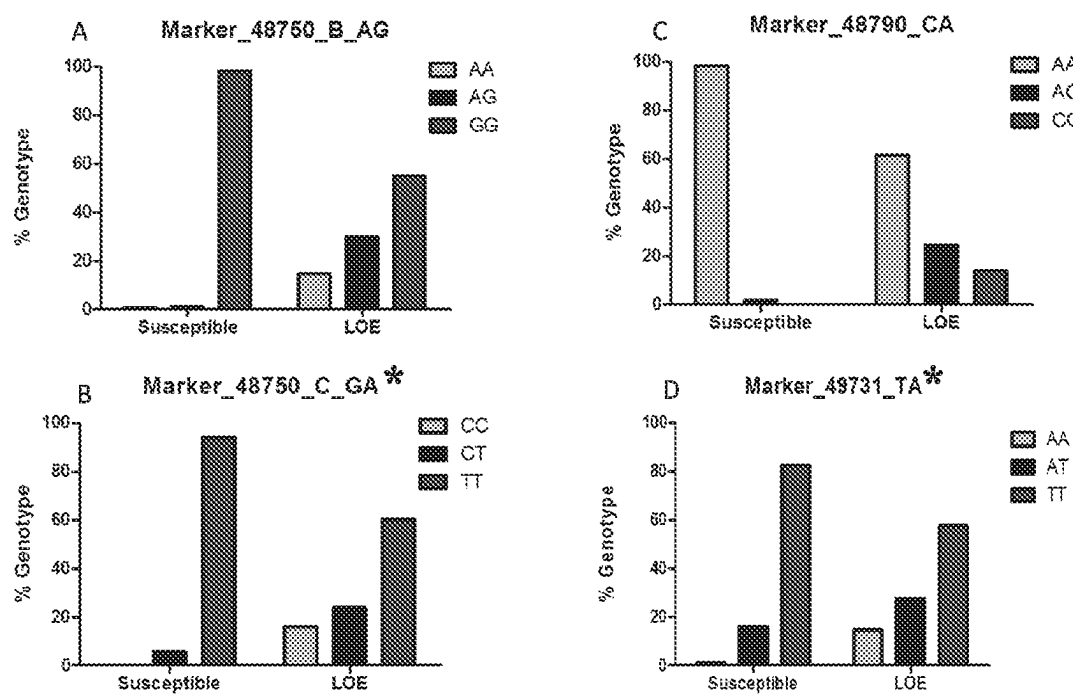 A
Marker_48750_B_AG
% Genotype
100
80
60
40
20
0
AA
AG
GG
Susceptible
LOE
C
Marker_48790_CA
% Genotype
100
80
60
40
20
0
AA
Susceptible
LOE
B
Marker_48750_C_GA*
% Genotype
100
80
60
40
20
0
CC
CT
TT
Susceptible
LOE
D
Marker_49731_TA*
% Genotype
100
80
60
40
20
0
AA
AT
TT
Susceptible
LOE